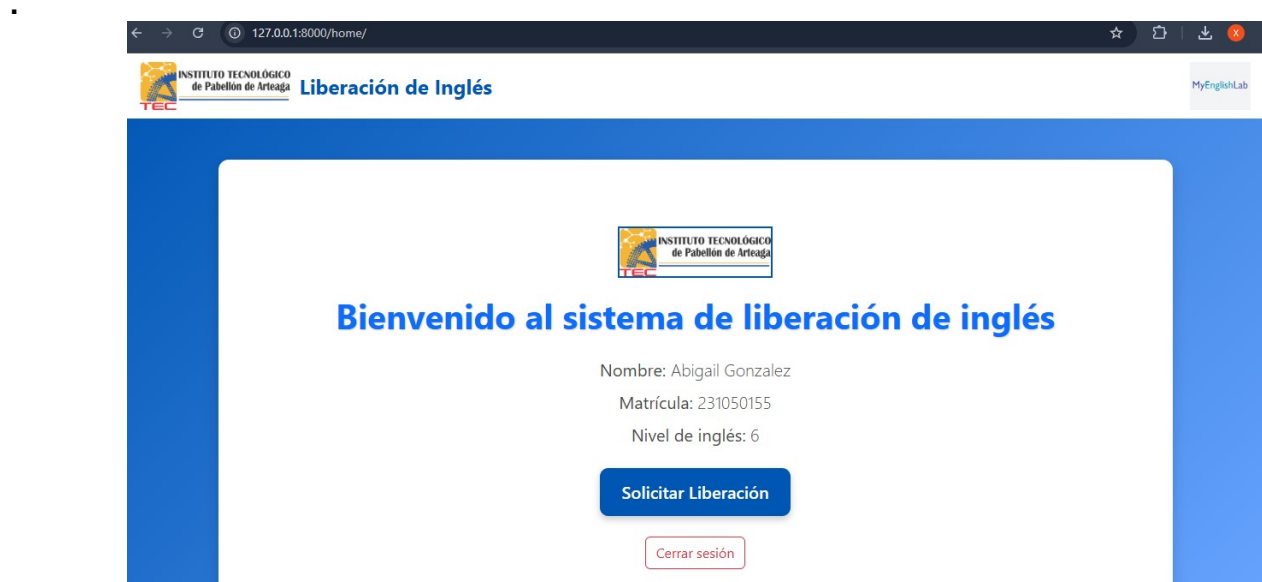 .
127.0.0.1:8000/home/
X
INSTITUTO TECNOLÓGICO
de Pabellón de Arteaga
TEC
Liberación de Inglés
MyEnglishLab
INSTITUTO TECNOLÓGICO
de Pabellón de Arteaga
TEC
Bienvenido al sistema de liberación de inglés
Nombre: Abigail Gonzalez
Matrícula: 231050155
Nivel de inglés: 6
Solicitar Liberación
Cerrar sesión